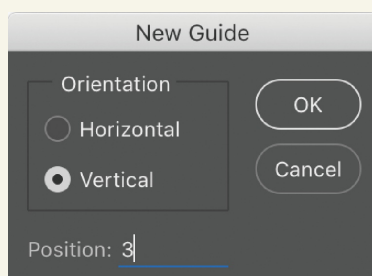 New Guide
Orientation
Horizontal
Vertical
OK
Cancel
Position: 3